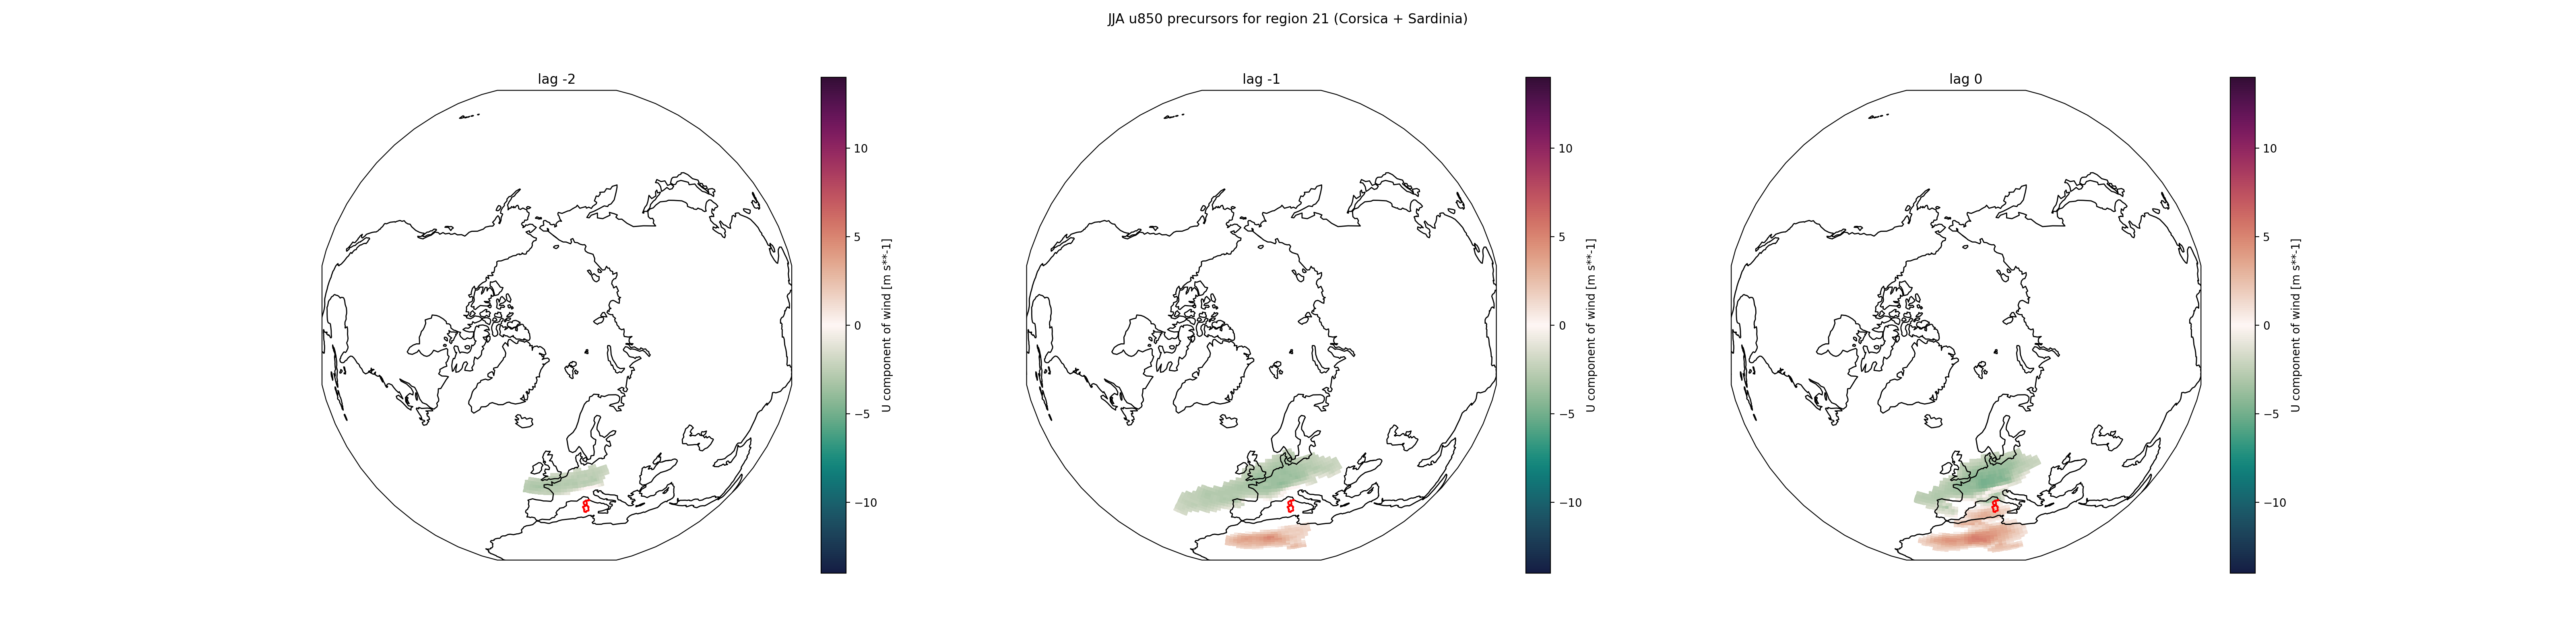 JJA u850 precursors for region 21 (Corsica + Sardinia)
lag -2
10
5
0
−5
−10
U component of wind [m s**-1]
lag -1
10
5
0
−5
−10
U component of wind [m s**-1]
lag 0
10
5
0
−5
−10
U component of wind [m s**-1]